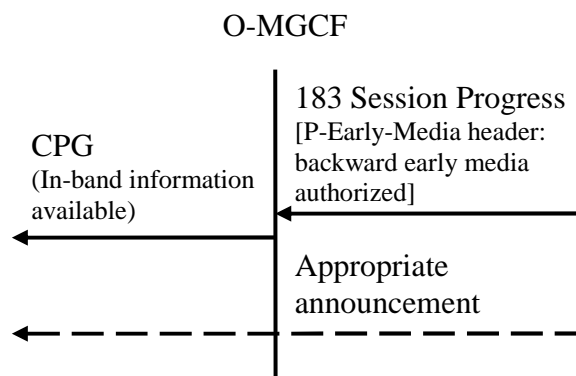 O-MGCF
183 Session Progress
[P-Early-Media header:
backward early media
authorized]
CPG
(In-band information
available)
Appropriate
announcement